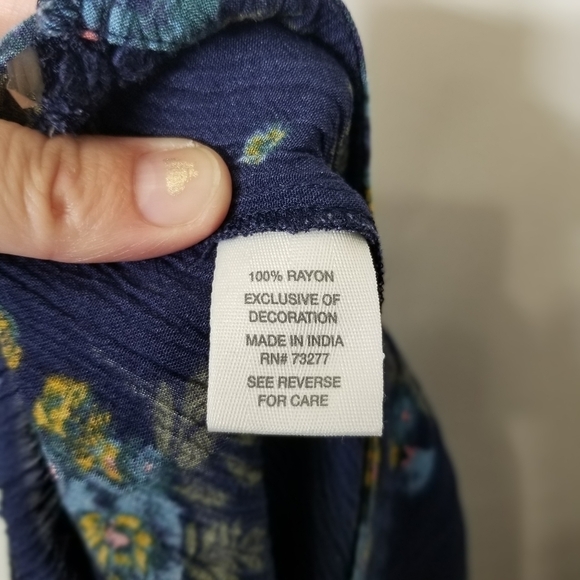 100% RAYON
EXCLUSIVE OF
DECORATION
MADE IN INDIA
RN# 73277
SEE REVERSE
FOR CARE